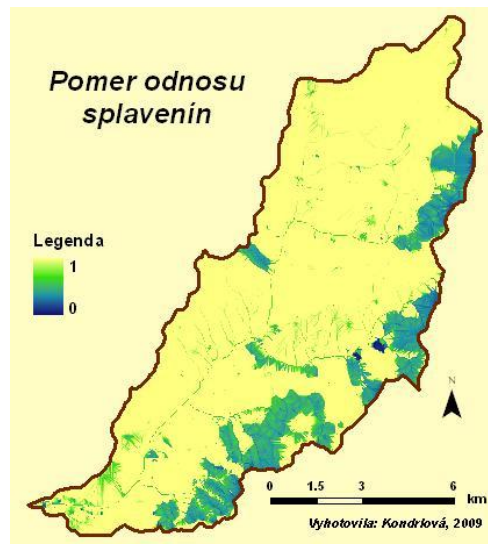 Pomer odnosu
splavenín
Legenda
1
0
N
0 1.5 3 6
km
Vyhotovila: Kondrlová, 2009